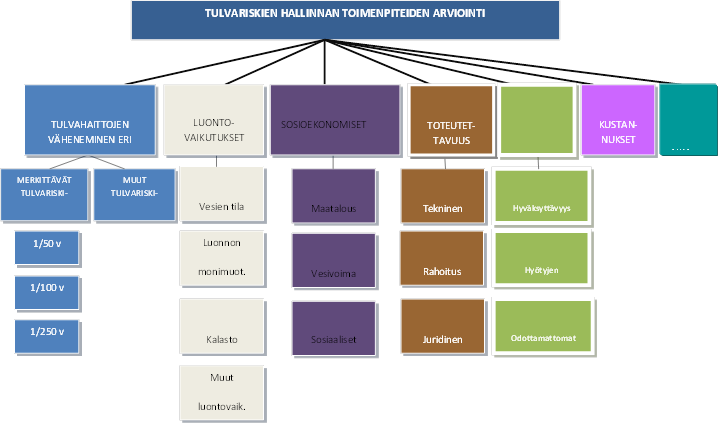 TULVARISKIEN HALLINNAN TOIMENPITEIDEN ARVIOINTI
TULVAHAITTOJEN
VÄHENEMINEN ERI
LUONTO-
VAIKUTUKSET
SOSIOEKONOMISET
TOTEUTET-
TAVUUS
KUSTAN-
NUKSET
MERKITTÄVÄT
TULVARISKI-
MUUT
TULVARISKI-
1/50 v
1/100 v
1/250 v
Vesien tila
Luonnon
monimuot.
Kalasto
Muut
luontovaik.
Maatalous
Vesivoima
Sosiaaliset
Tekninen
Rahoitus
Juridinen
Hyväksyttävyys
Hyötyjen
Odottamattomat